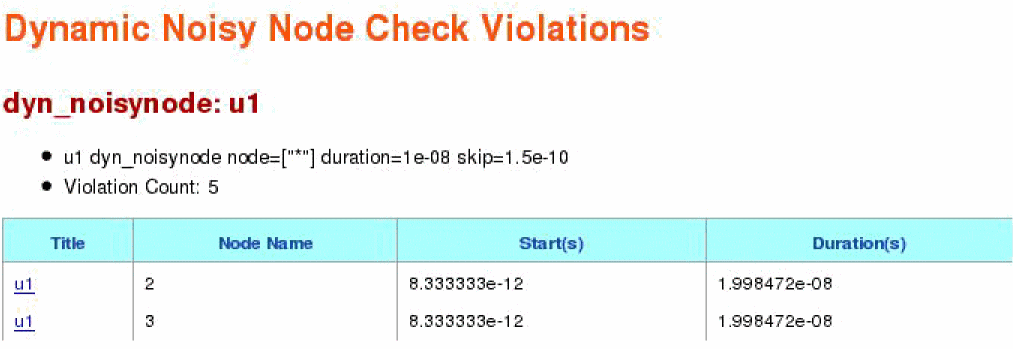 Dynamic Noisy Node Check Violations
dyn_noisynode: u1
• u1 dyn_noisynode node=["*"] duration=1e-08 skip=1.5e-10
• Violation Count: 5
Title Node Name Start(s) Duration(s)
u1 2 8.333333e-12 1.998472e-08
u1 3 8.333333e-12 1.998472e-08